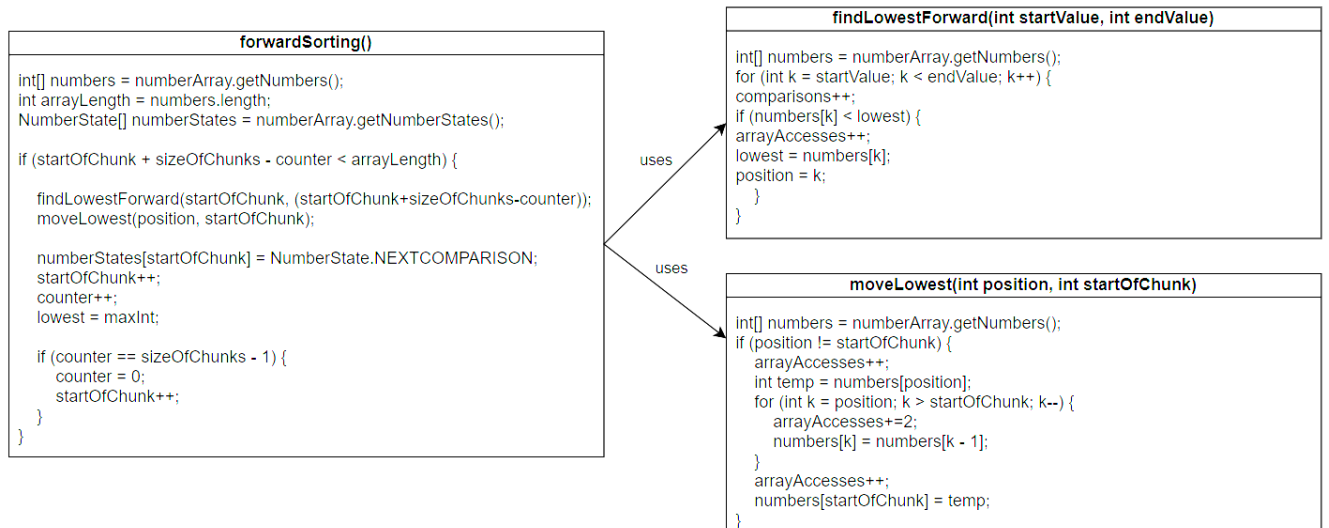 forwardSorting()
int[] numbers = numberArray.getNumbers();
int arrayLength = numbers.length;
NumberState[] numberStates = numberArray.getNumberStates();
if (startOfChunk + sizeOfChunks - counter < arrayLength) {
findLowestForward(startOfChunk, (startOfChunk+sizeOfChunks-counter));
moveLowest(position, startOfChunk);
numberStates[startOfChunk] = NumberState.NEXTCOMPARISON;
startOfChunk++;
counter++;
lowest = maxInt;
if (counter == sizeOfChunks - 1) {
counter = 0;
startOfChunk++;
}
}
uses
uses
findLowestForward(int startValue, int endValue)
int[] numbers = numberArray.getNumbers();
for (int k = startValue; k < endValue; k++) {
comparisons++;
if (numbers[k] < lowest) {
arrayAccesses++;
lowest = numbers[k];
position = k;
}
}
moveLowest(int position, int startOfChunk)
int[] numbers = numberArray.getNumbers();
if (position != startOfChunk) {
arrayAccesses++;
int temp = numbers[position];
for (int k = position; k > startOfChunk; k--) {
arrayAccesses+=2;
numbers[k] = numbers[k - 1];
}
arrayAccesses++;
numbers[startOfChunk] = temp;
}